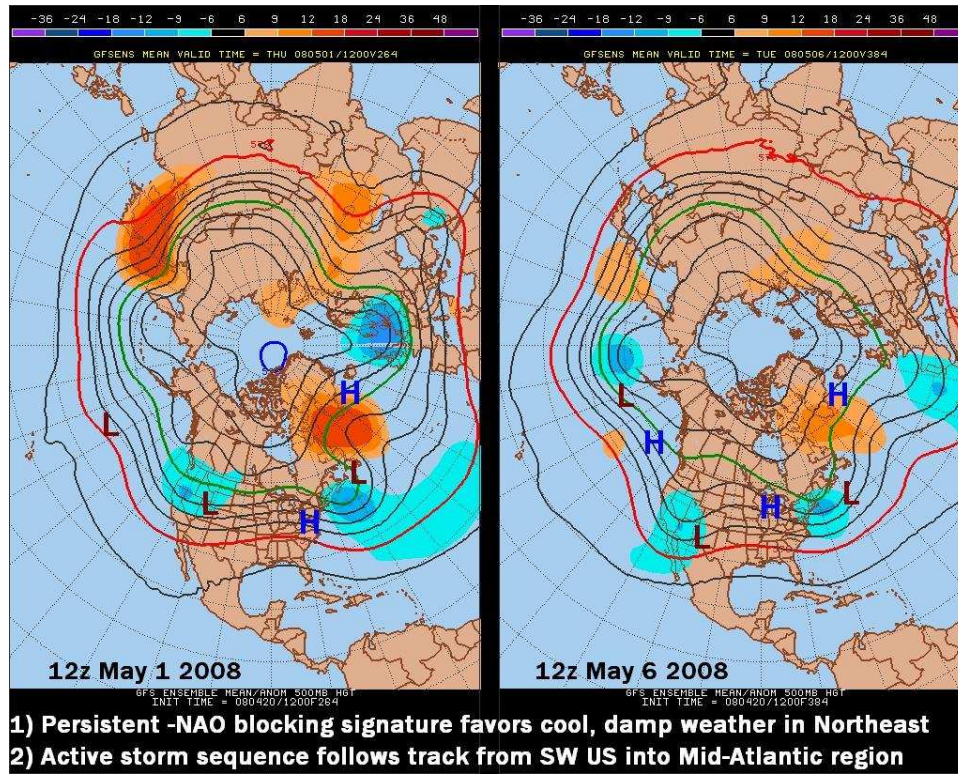 -36 -24 -18 -12 -9 -6 6 9 12 18 24 36 48
GFSENS MEAN VALID TIME = THU 080501/1200V264
L
L
H
L
H
12z May 1 2008
GFS ENSEMBLE MEAN/ANOM 500MB HGT
INIT TIME = 080420/1200F264
-36 -24 -18 -12 -9 -6 6 9 12 18 24 36 48
GFSENS MEAN VALID TIME = TUE 080506/1200V384
L
H
H
L
H
L
12z May 6 2008
GFS ENSEMBLE MEAN/ANOM 500MB HGT
INIT TIME = 080420/1200F384
1) Persistent -NAO blocking signature favors cool, damp weather in Northeast
2) Active storm sequence follows track from SW US into Mid-Atlantic region